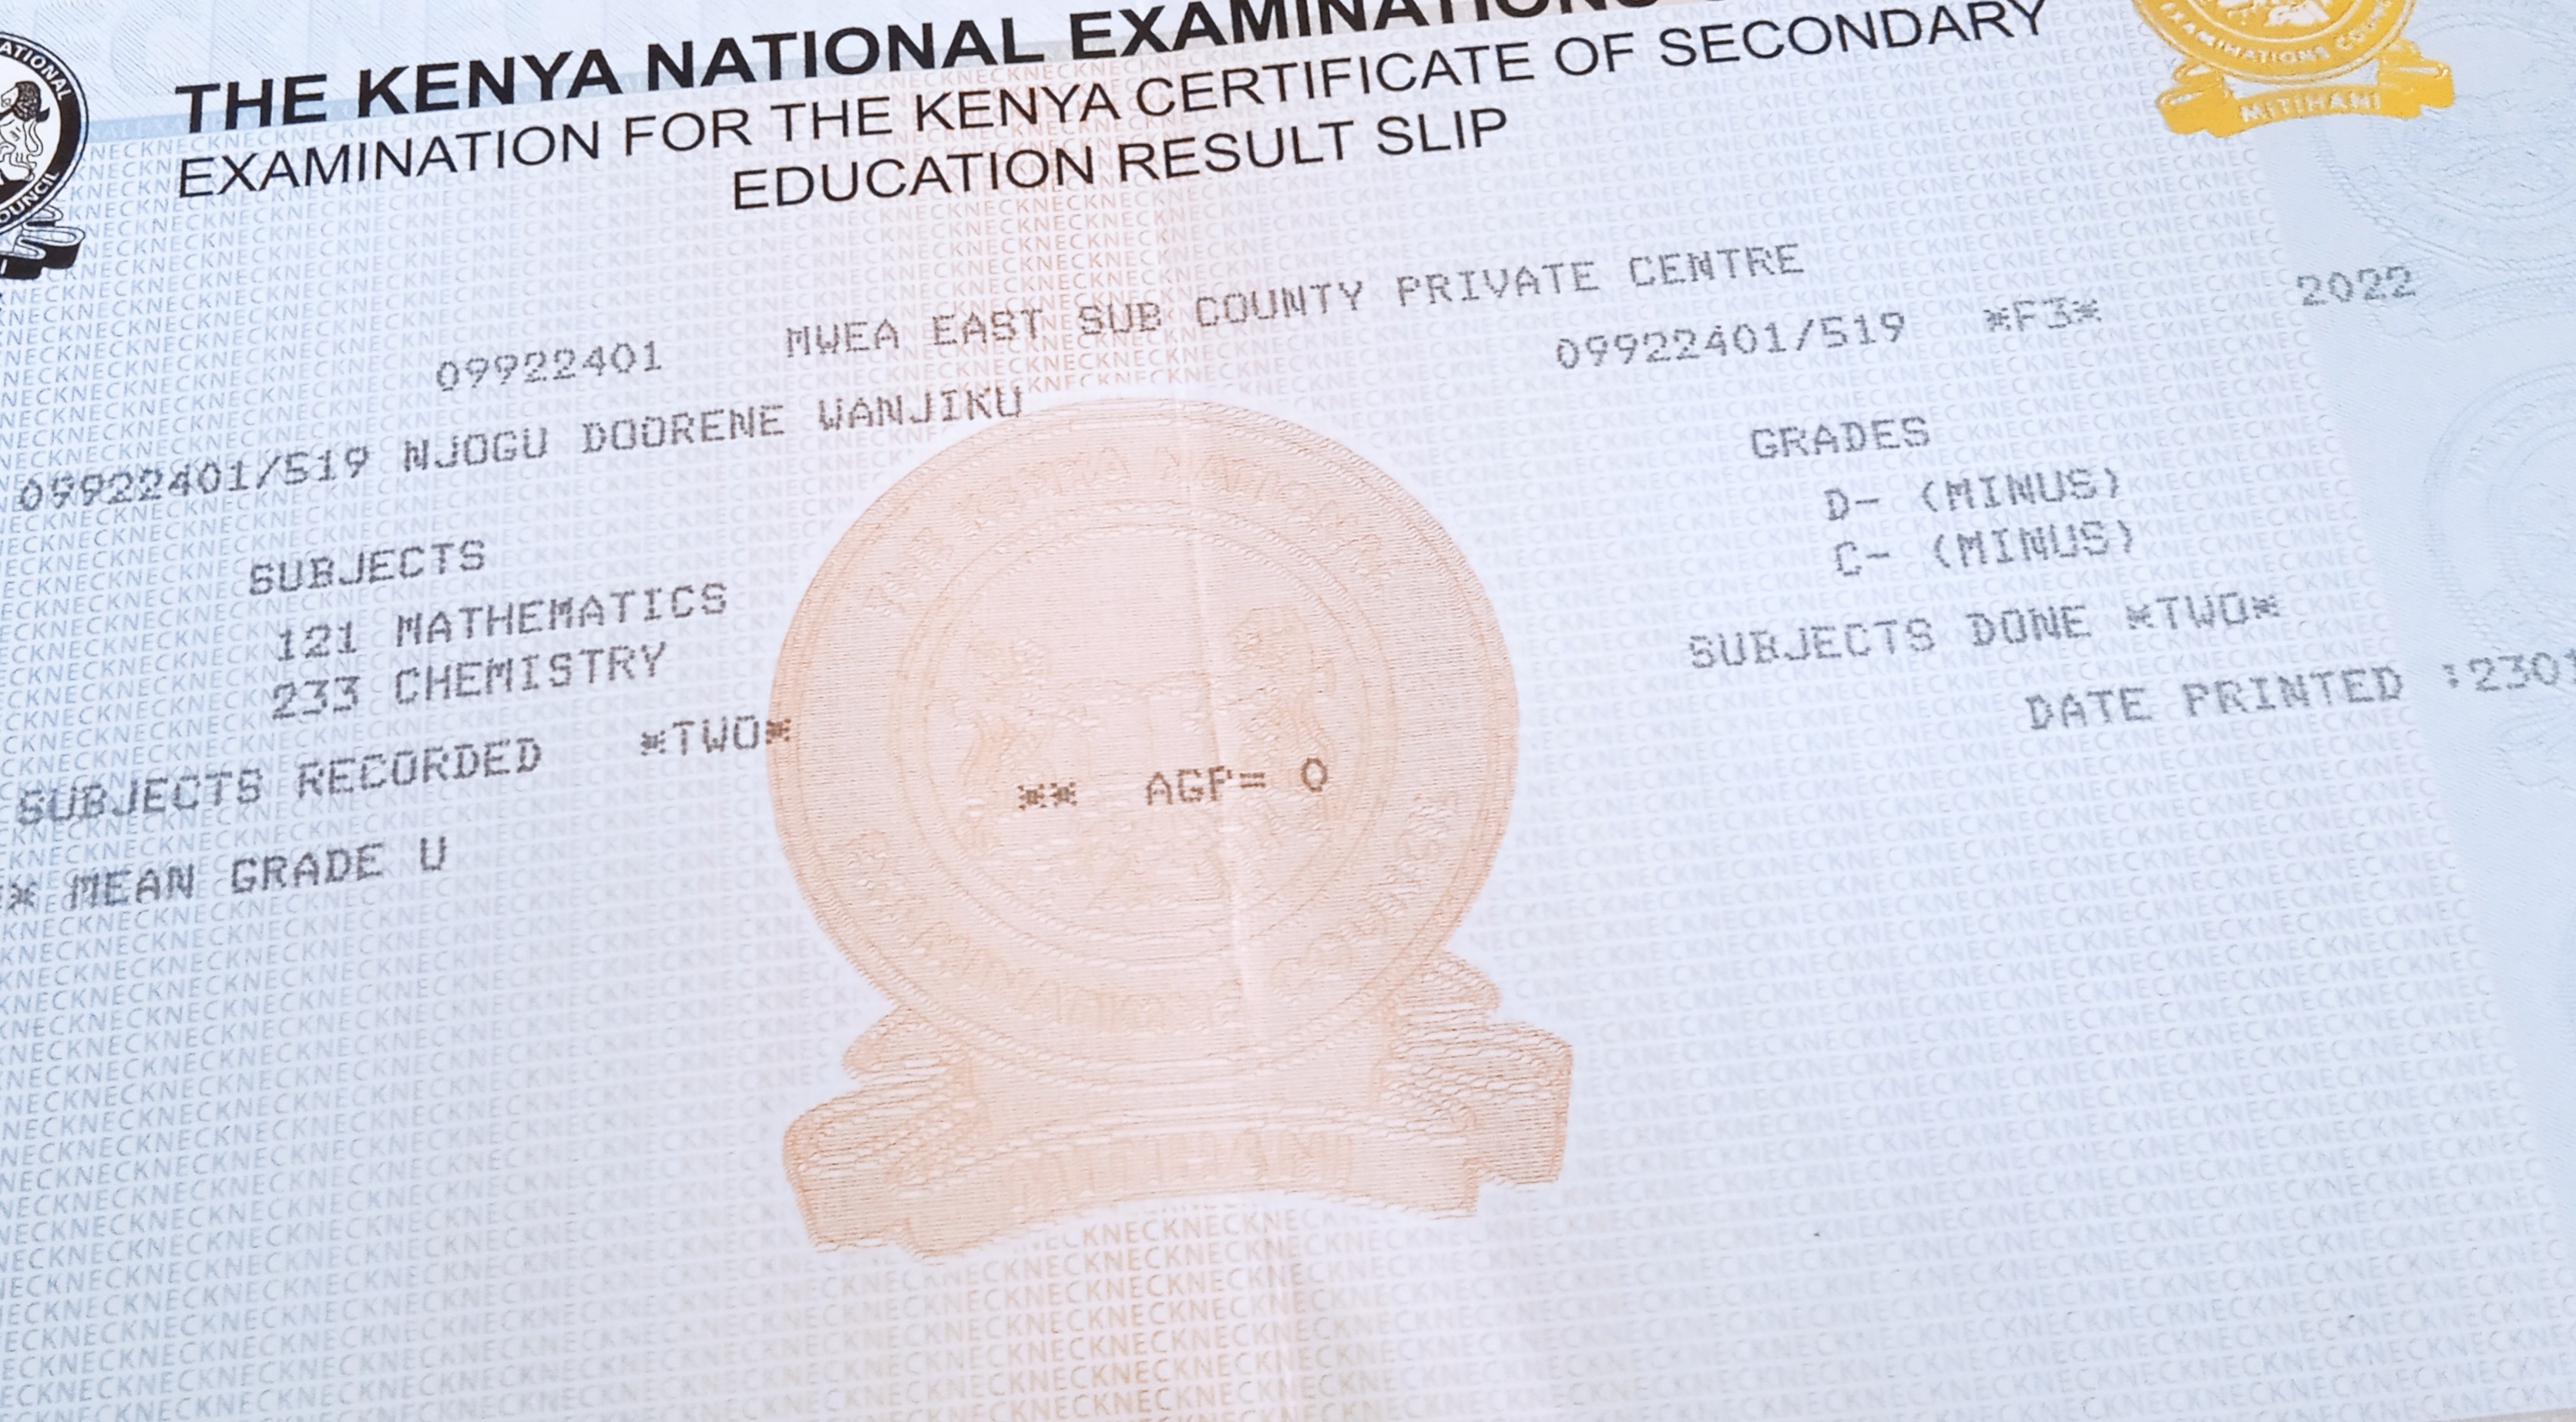 THE KENYA NATIONAL EXAMINATIONS
EXAMINATION FOR THE KENYA CERTIFICATE OF SECONDARY
EDUCATION RESULT SLIP
EXAMINATIONS
MITIHANI
09922401 MWEA EAST SUB COUNTY PRIVATE CENTRE
09922401/519 NJOGU DOORENE WANJIKU 09922401/519 *F3* 2022
SUBJECTS GRADES
121 MATHEMATICS D- (MINUS)
233 CHEMISTRY C- (MINUS)
SUBJECTS RECORDED *TWO* SUBJECTS DONE *TWO*
* MEAN GRADE U ** AGP= 0 DATE PRINTED :230